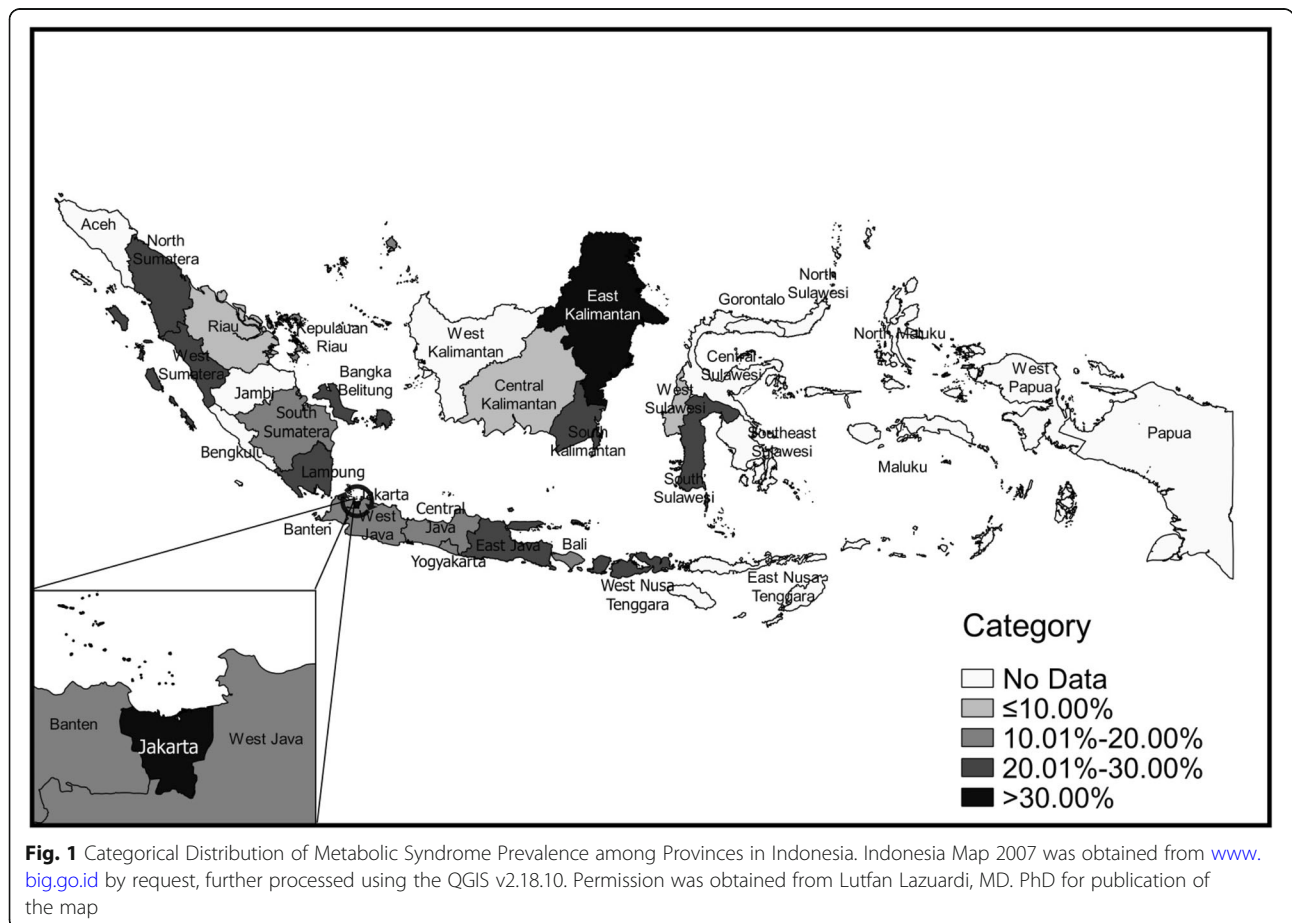 Aceh
North
Sumatera
Riau
Kepulauan
Riau
West
Sumatera
Jambi
Bangka
Belitung
South
Sumatera
Bengkulu
Lampung
Jakarta
Banten
West
Java
Central
Java
Yogyakarta
East Java
Bali
West Nusa
Tenggara
East Nusa
Tenggara
West
Kalimantan
Central
Kalimantan
East
Kalimantan
South
Kalimantan
Gorontalo
North
Sulawesi
Central
Sulawesi
West
Sulawesi
Southeast
Sulawesi
South
Sulawesi
North Maluku
Maluku
West
Papua
Papua
Banten
Jakarta
West Java
Category
No Data
≤10.00%
10.01%-20.00%
20.01%-30.00%
>30.00%
Fig. 1 Categorical Distribution of Metabolic Syndrome Prevalence among Provinces in Indonesia. Indonesia Map 2007 was obtained from www.
big.go.id by request, further processed using the QGIS v2.18.10. Permission was obtained from Lutfan Lazuardi, MD. PhD for publication of
the map